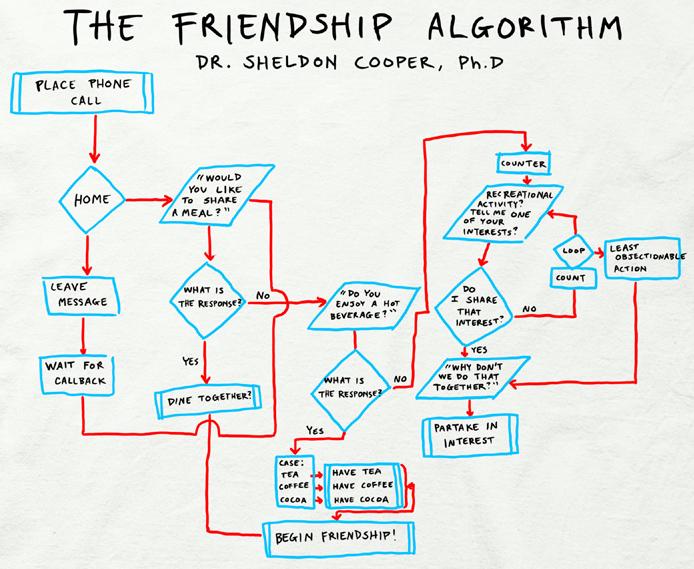 THE FRIENDSHIP ALGORITHM
DR. SHELDON COOPER, Ph.D
PLACE PHONE
CALL
HOME
"WOULD
YOU LIKE
TO SHARE
A MEAL?"
LEAVE
MESSAGE
WAIT FOR
CALLBACK
WHAT IS
THE RESPONSE?
NO
YES
DINE TOGETHER?
"DO YOU
ENJOY A HOT
BEVERAGE?"
WHAT IS
THE RESPONSE?
NO
YES
CASE:
TEA
COFFEE
COCOA
HAVE TEA
HAVE COFFEE
HAVE COCOA
BEGIN FRIENDSHIP!
COUNTER
RECREATIONAL
ACTIVITY?
TELL ME ONE
OF YOUR
INTERESTS?
LOOP
COUNT
LEAST
OBJECTIONABLE
ACTION
DO
I SHARE
THAT
INTEREST?
NO
YES
"WHY DON'T
WE DO THAT
TOGETHER?"
PARTAKE IN
INTEREST